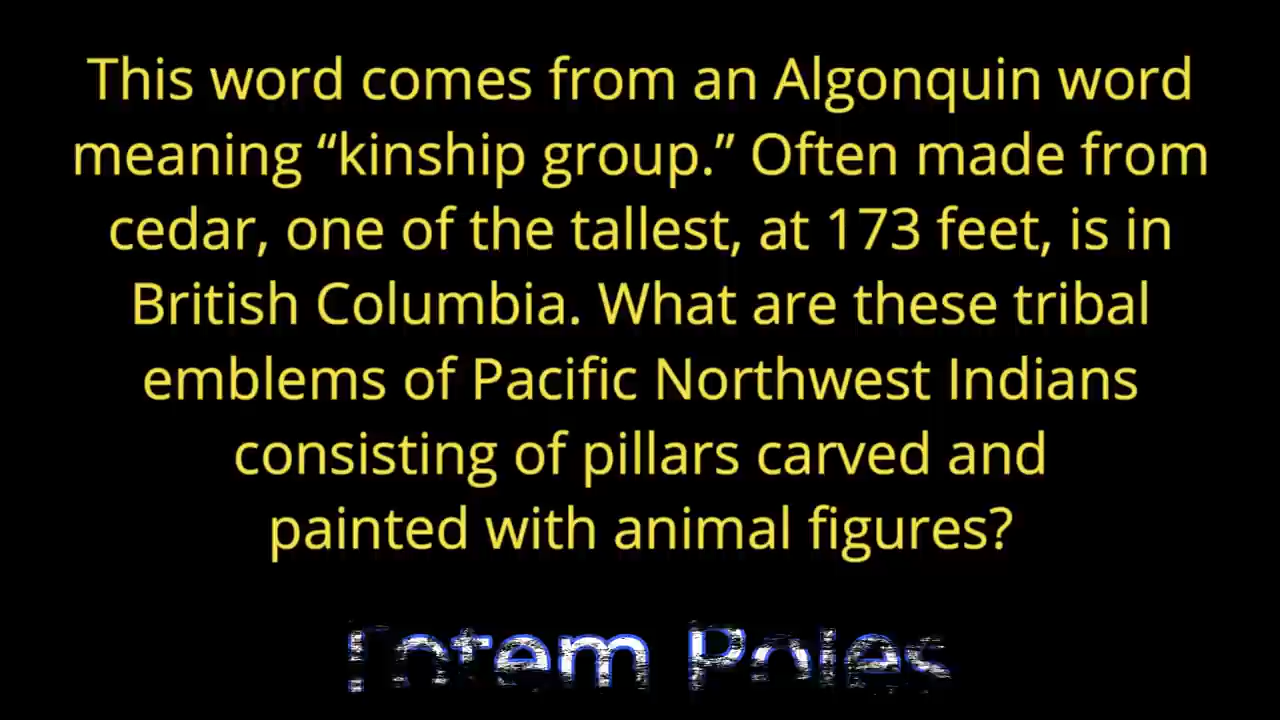 This word comes from an Algonquin word
meaning “kinship group.” Often made from
cedar, one of the tallest, at 173 feet, is in
British Columbia. What are these tribal
emblems of Pacific Northwest Indians
consisting of pillars carved and
painted with animal figures?
Totem Poles